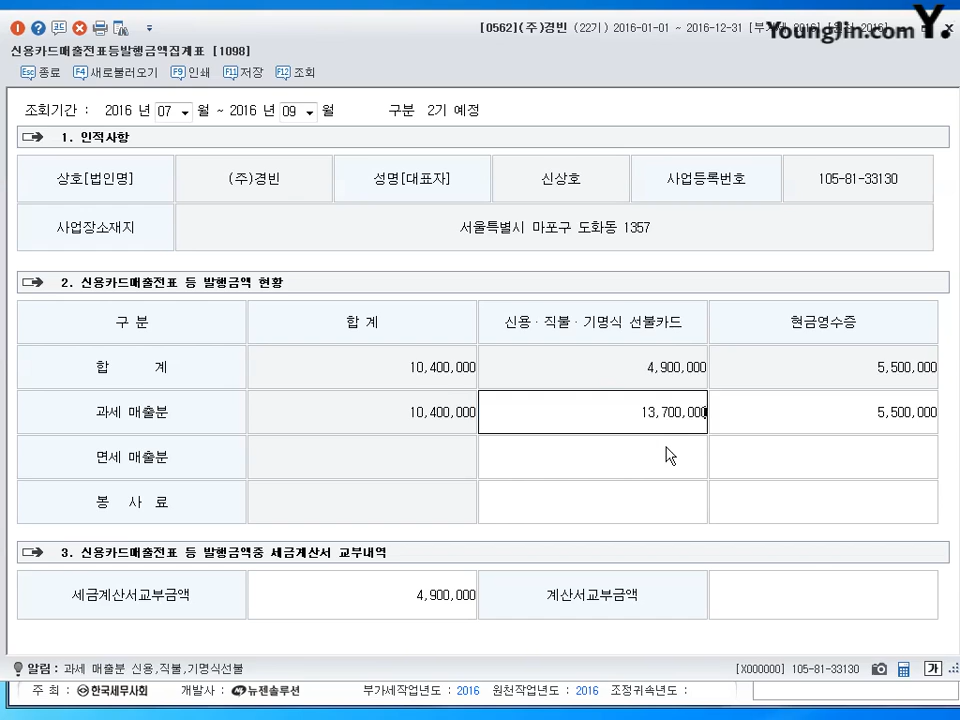 [0562](주)경빈 (22기) 2016-01-01 ~ 2016-12-31
YoungJin.com Y.
신용카드매출전표등발행금액집계표 [1098]
Esc 종료 F4 새로불러오기 F9 인쇄 F11 저장 F12 조회
조회기간 : 2016 년 07 월 ~ 2016 년 09 월 구분 2기 예정
1. 인적사항
상호[법인명] (주)경빈 성명[대표자] 신상호 사업등록번호 105-81-33130
사업장소재지 서울특별시 마포구 도화동 1357
2. 신용카드매출전표 등 발행금액 현황
구 분 합 계 신용·직불·기명식 선불카드 현금영수증
합 계 10,400,000 4,900,000 5,500,000
과세 매출분 10,400,000 13,700,000 5,500,000
면세 매출분
봉 사 료
3. 신용카드매출전표 등 발행금액중 세금계산서 교부내역
세금계산서교부금액 4,900,000 계산서교부금액
알림 : 과세 매출분 신용,직불,기명식선불 [X000000] 105-81-33130 가
주 최 : 한국세무사회 개발사 : 뉴젠솔루션 부가세작업년도 : 2016 원천작업년도 : 2016 조정귀속년도 :